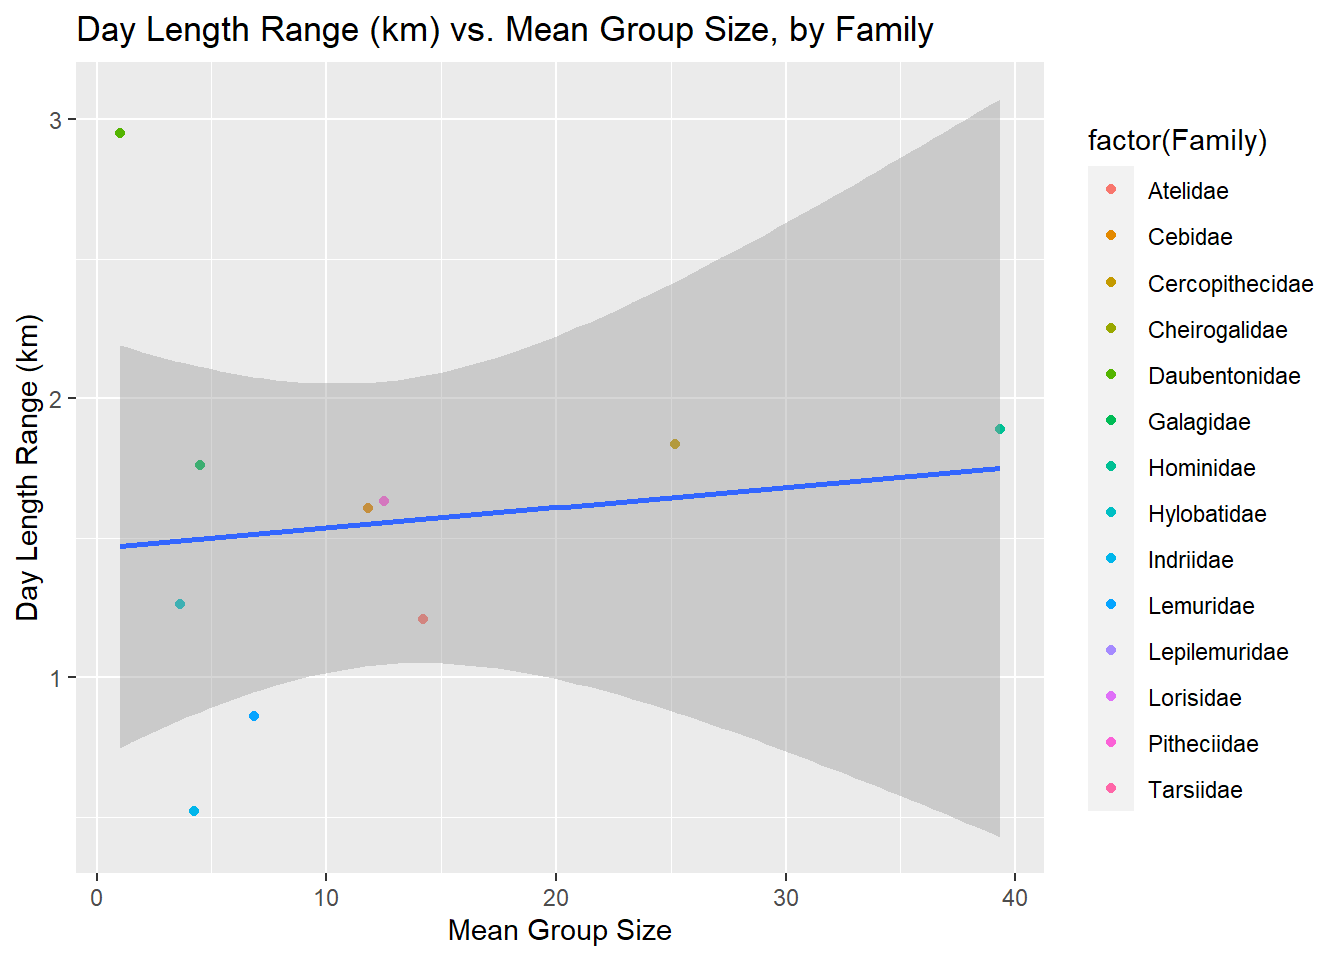 Day Length Range (km) vs. Mean Group Size, by Family
Day Length Range (km)
3
2
1
0
10
20
30
40
Mean Group Size
factor(Family)
Atelidae
Cebidae
Cercopithecidae
Cheirogalidae
Daubentonidae
Galagidae
Hominidae
Hylobatidae
Indriidae
Lemuridae
Lepilemuridae
Lorisidae
Pitheciidae
Tarsiidae